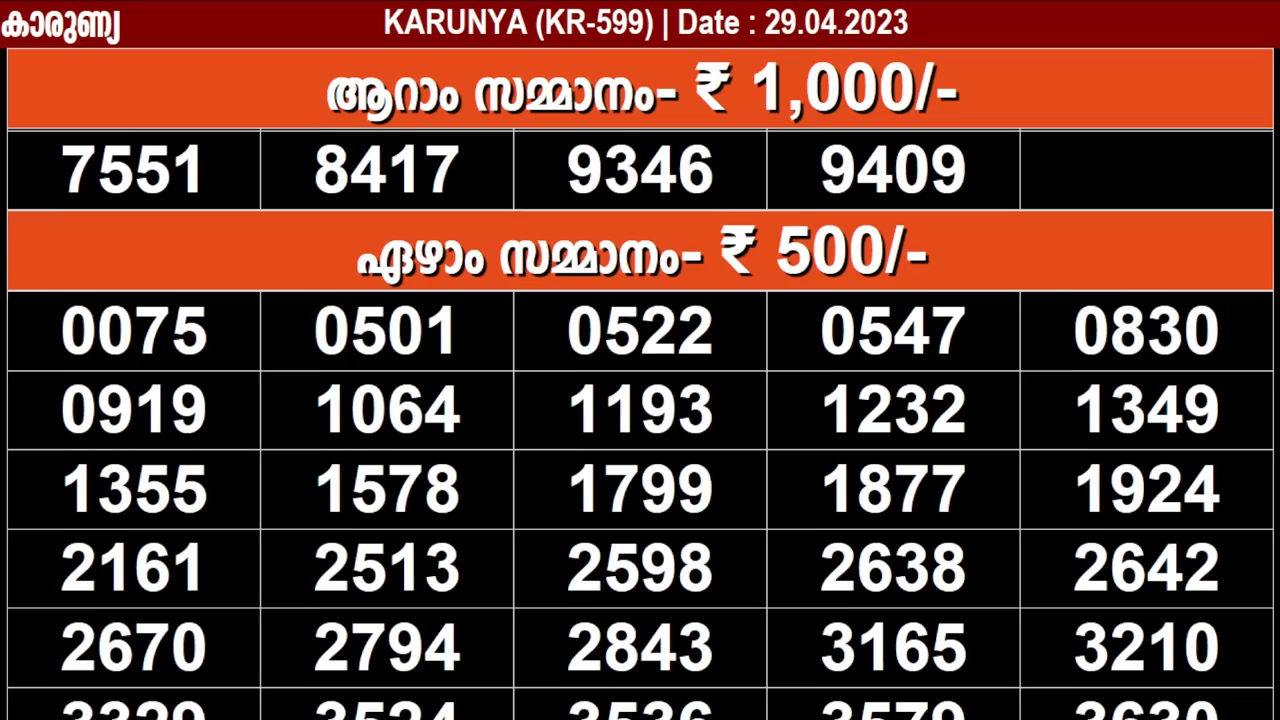 കാരുണ്യ KARUNYA (KR-599) | Date : 29.04.2023
ആറാം സമ്മാനം- ₹ 1,000/-
7551 8417 9346 9409
ഏഴാം സമ്മാനം- ₹ 500/-
0075 0501 0522 0547 0830
0919 1064 1193 1232 1349
1355 1578 1799 1877 1924
2161 2513 2598 2638 2642
2670 2794 2843 3165 3210